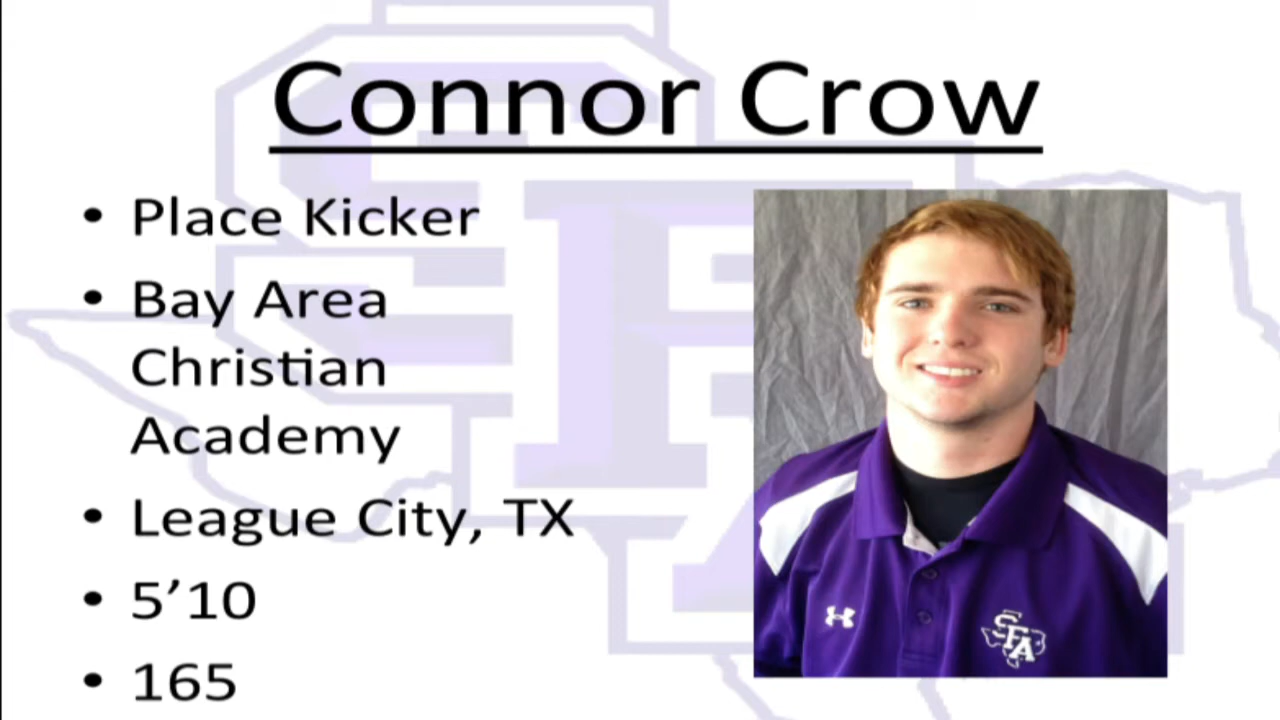 Connor Crow
• Place Kicker
• Bay Area
Christian
Academy
• League City, TX
• 5’10
• 165
SFA